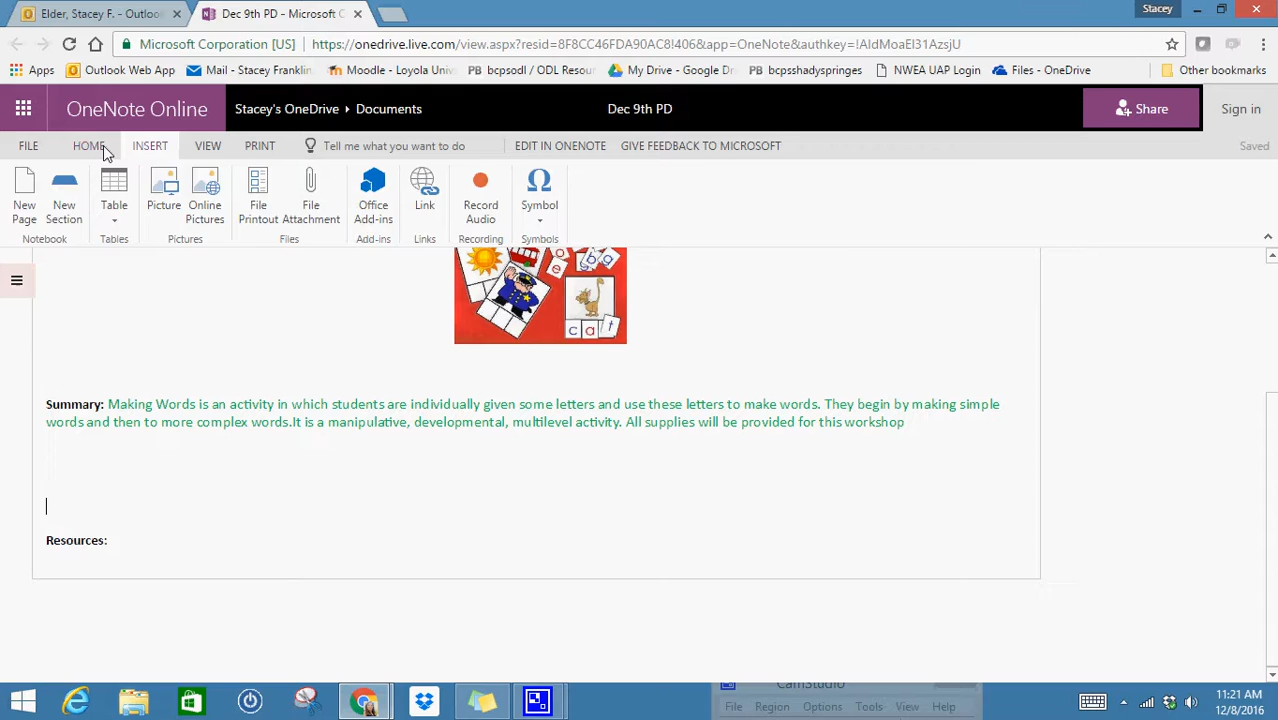 Elder, Stacey F. - Outloo
Dec 9th PD - Microsoft C
Stacey
Microsoft Corporation [US]
https://onedrive.live.com/view.aspx?resid=8F8CC46FDA90AC8!406&app=OneNote&authkey=!AIdMoaEI31AzsjU
Apps
Outlook Web App
Mail - Stacey Franklin
Moodle - Loyola Univ
bcpsodl / ODL Resou
My Drive - Google Dr
bcpsshadyspringes
NWEA UAP Login
Files - OneDrive
Other bookmarks
OneNote Online
Stacey's OneDrive
Documents
Dec 9th PD
Share
Sign in
FILE
HOME
INSERT
VIEW
PRINT
Tell me what you want to do
EDIT IN ONENOTE
GIVE FEEDBACK TO MICROSOFT
Saved
New Page
New Section
Table
Picture
Online Pictures
File Printout
File Attachment
Office Add-ins
Link
Record Audio
Symbol
Notebook
Tables
Pictures
Files
Add-ins
Links
Recording
Symbols
e
b a
c a t
Summary: Making Words is an activity in which students are individually given some letters and use these letters to make words. They begin by making simple
words and then to more complex words.It is a manipulative, developmental, multilevel activity. All supplies will be provided for this workshop
Resources:
CamStudio
File Region Options Tools View Help
11:21 AM
12/8/2016